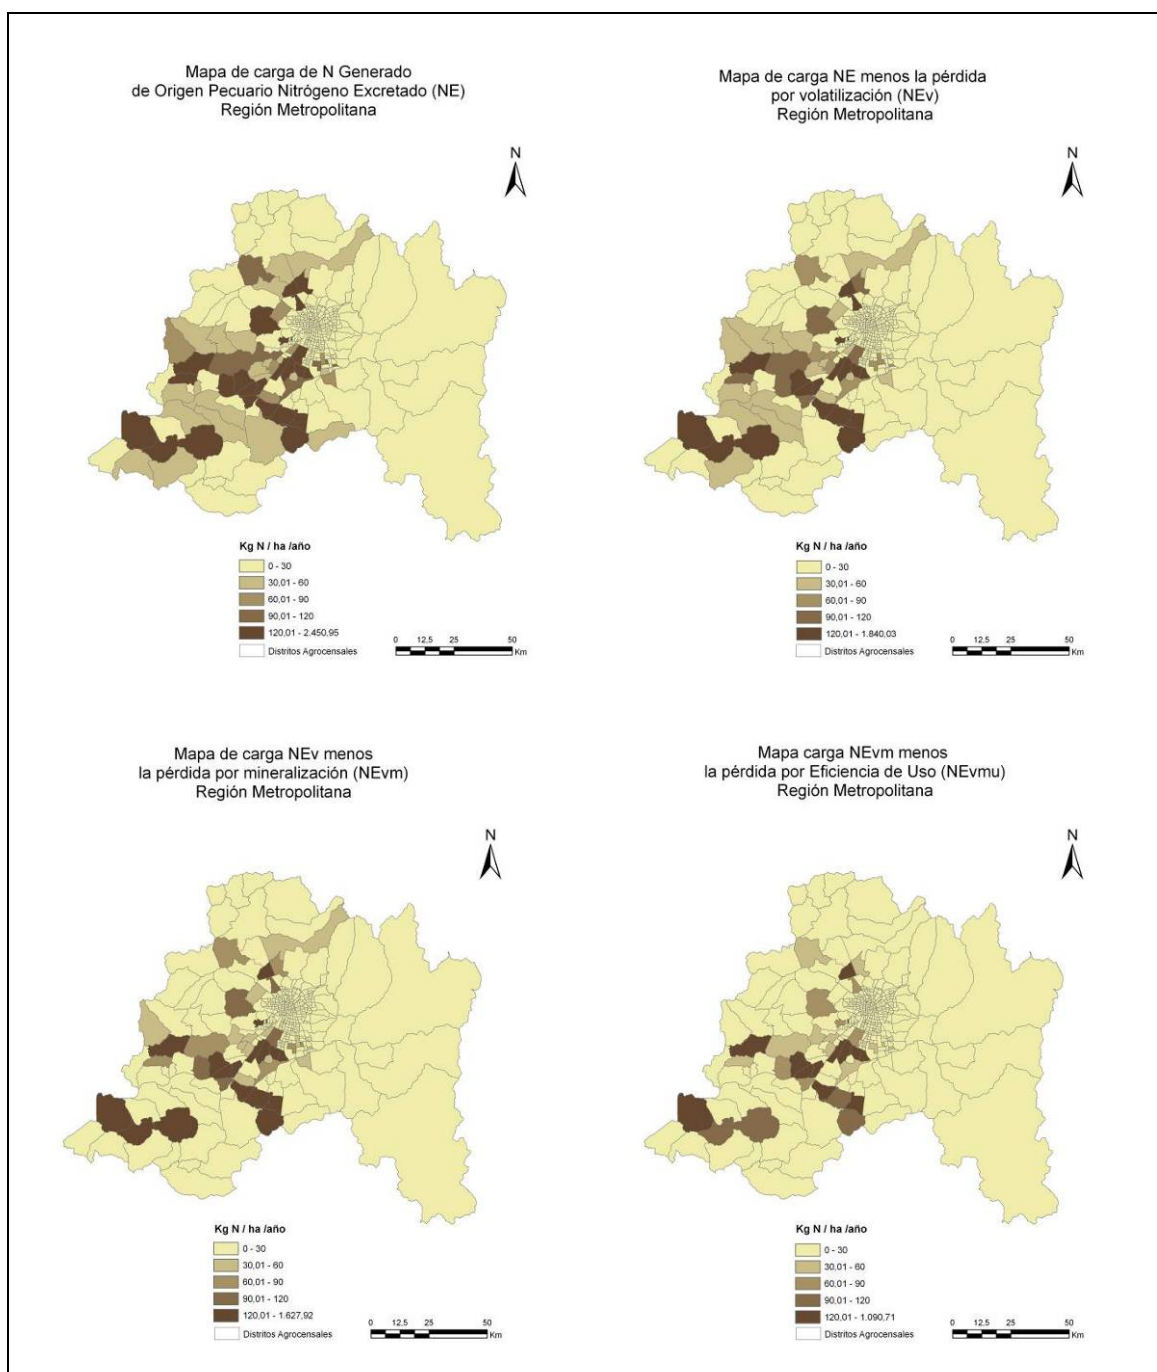 Mapa de carga de N Generado
de Origen Pecuario Nitrógeno Excretado (NE)
Región Metropolitana
N
Kg N / ha /año
0 - 30
30,01 - 60
60,01 - 90
90,01 - 120
120,01 - 2.450,95
Distritos Agrocensales
0 12,5 25 50
Km
Mapa de carga NE menos la pérdida
por volatilización (NEv)
Región Metropolitana
N
Kg N / ha /año
0 - 30
30,01 - 60
60,01 - 90
90,01 - 120
120,01 - 1.840,03
Distritos Agrocensales
0 12,5 25 50
Km
Mapa de carga NEv menos
la pérdida por mineralización (NEvm)
Región Metropolitana
N
Kg N / ha /año
0 - 30
30,01 - 60
60,01 - 90
90,01 - 120
120,01 - 1.627,92
Distritos Agrocensales
0 12,5 25 50
Km
Mapa carga NEvm menos
la pérdida por Eficiencia de Uso (NEvmu)
Región Metropolitana
N
Kg N / ha /año
0 - 30
30,01 - 60
60,01 - 90
90,01 - 120
120,01 - 1.090,71
Distritos Agrocensales
0 12,5 25 50
Km